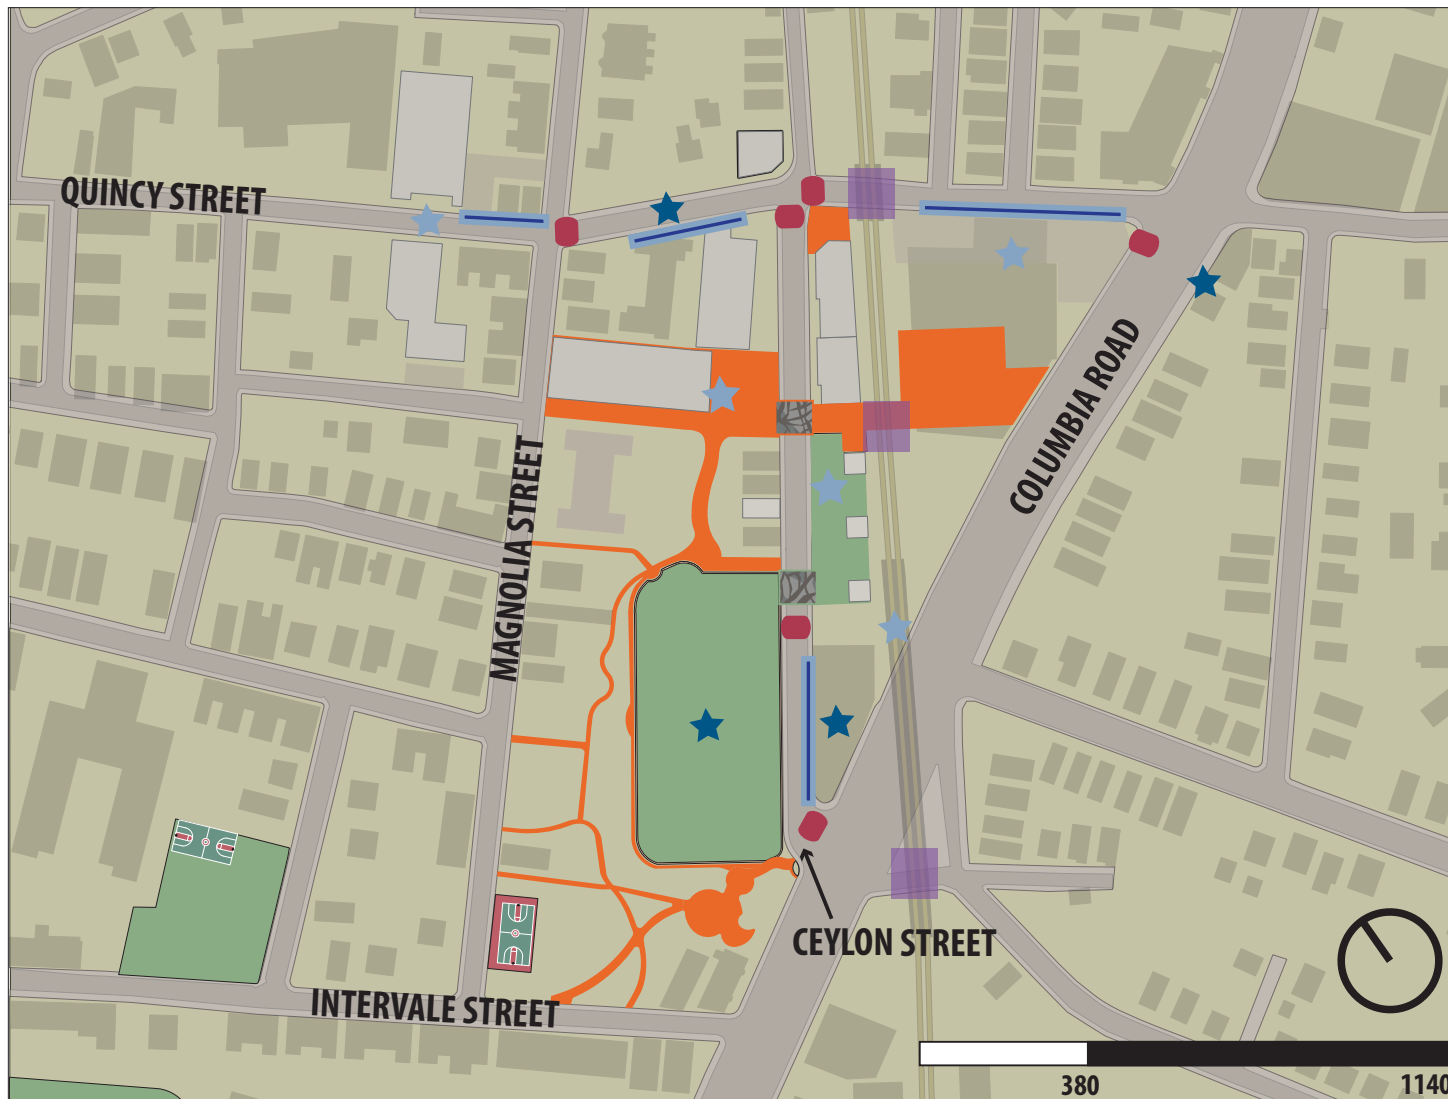 QUINCY STREET
COLUMBIA ROAD
MAGNOLIA STREET
CEYLON STREET
INTERVALE STREET
380
1140